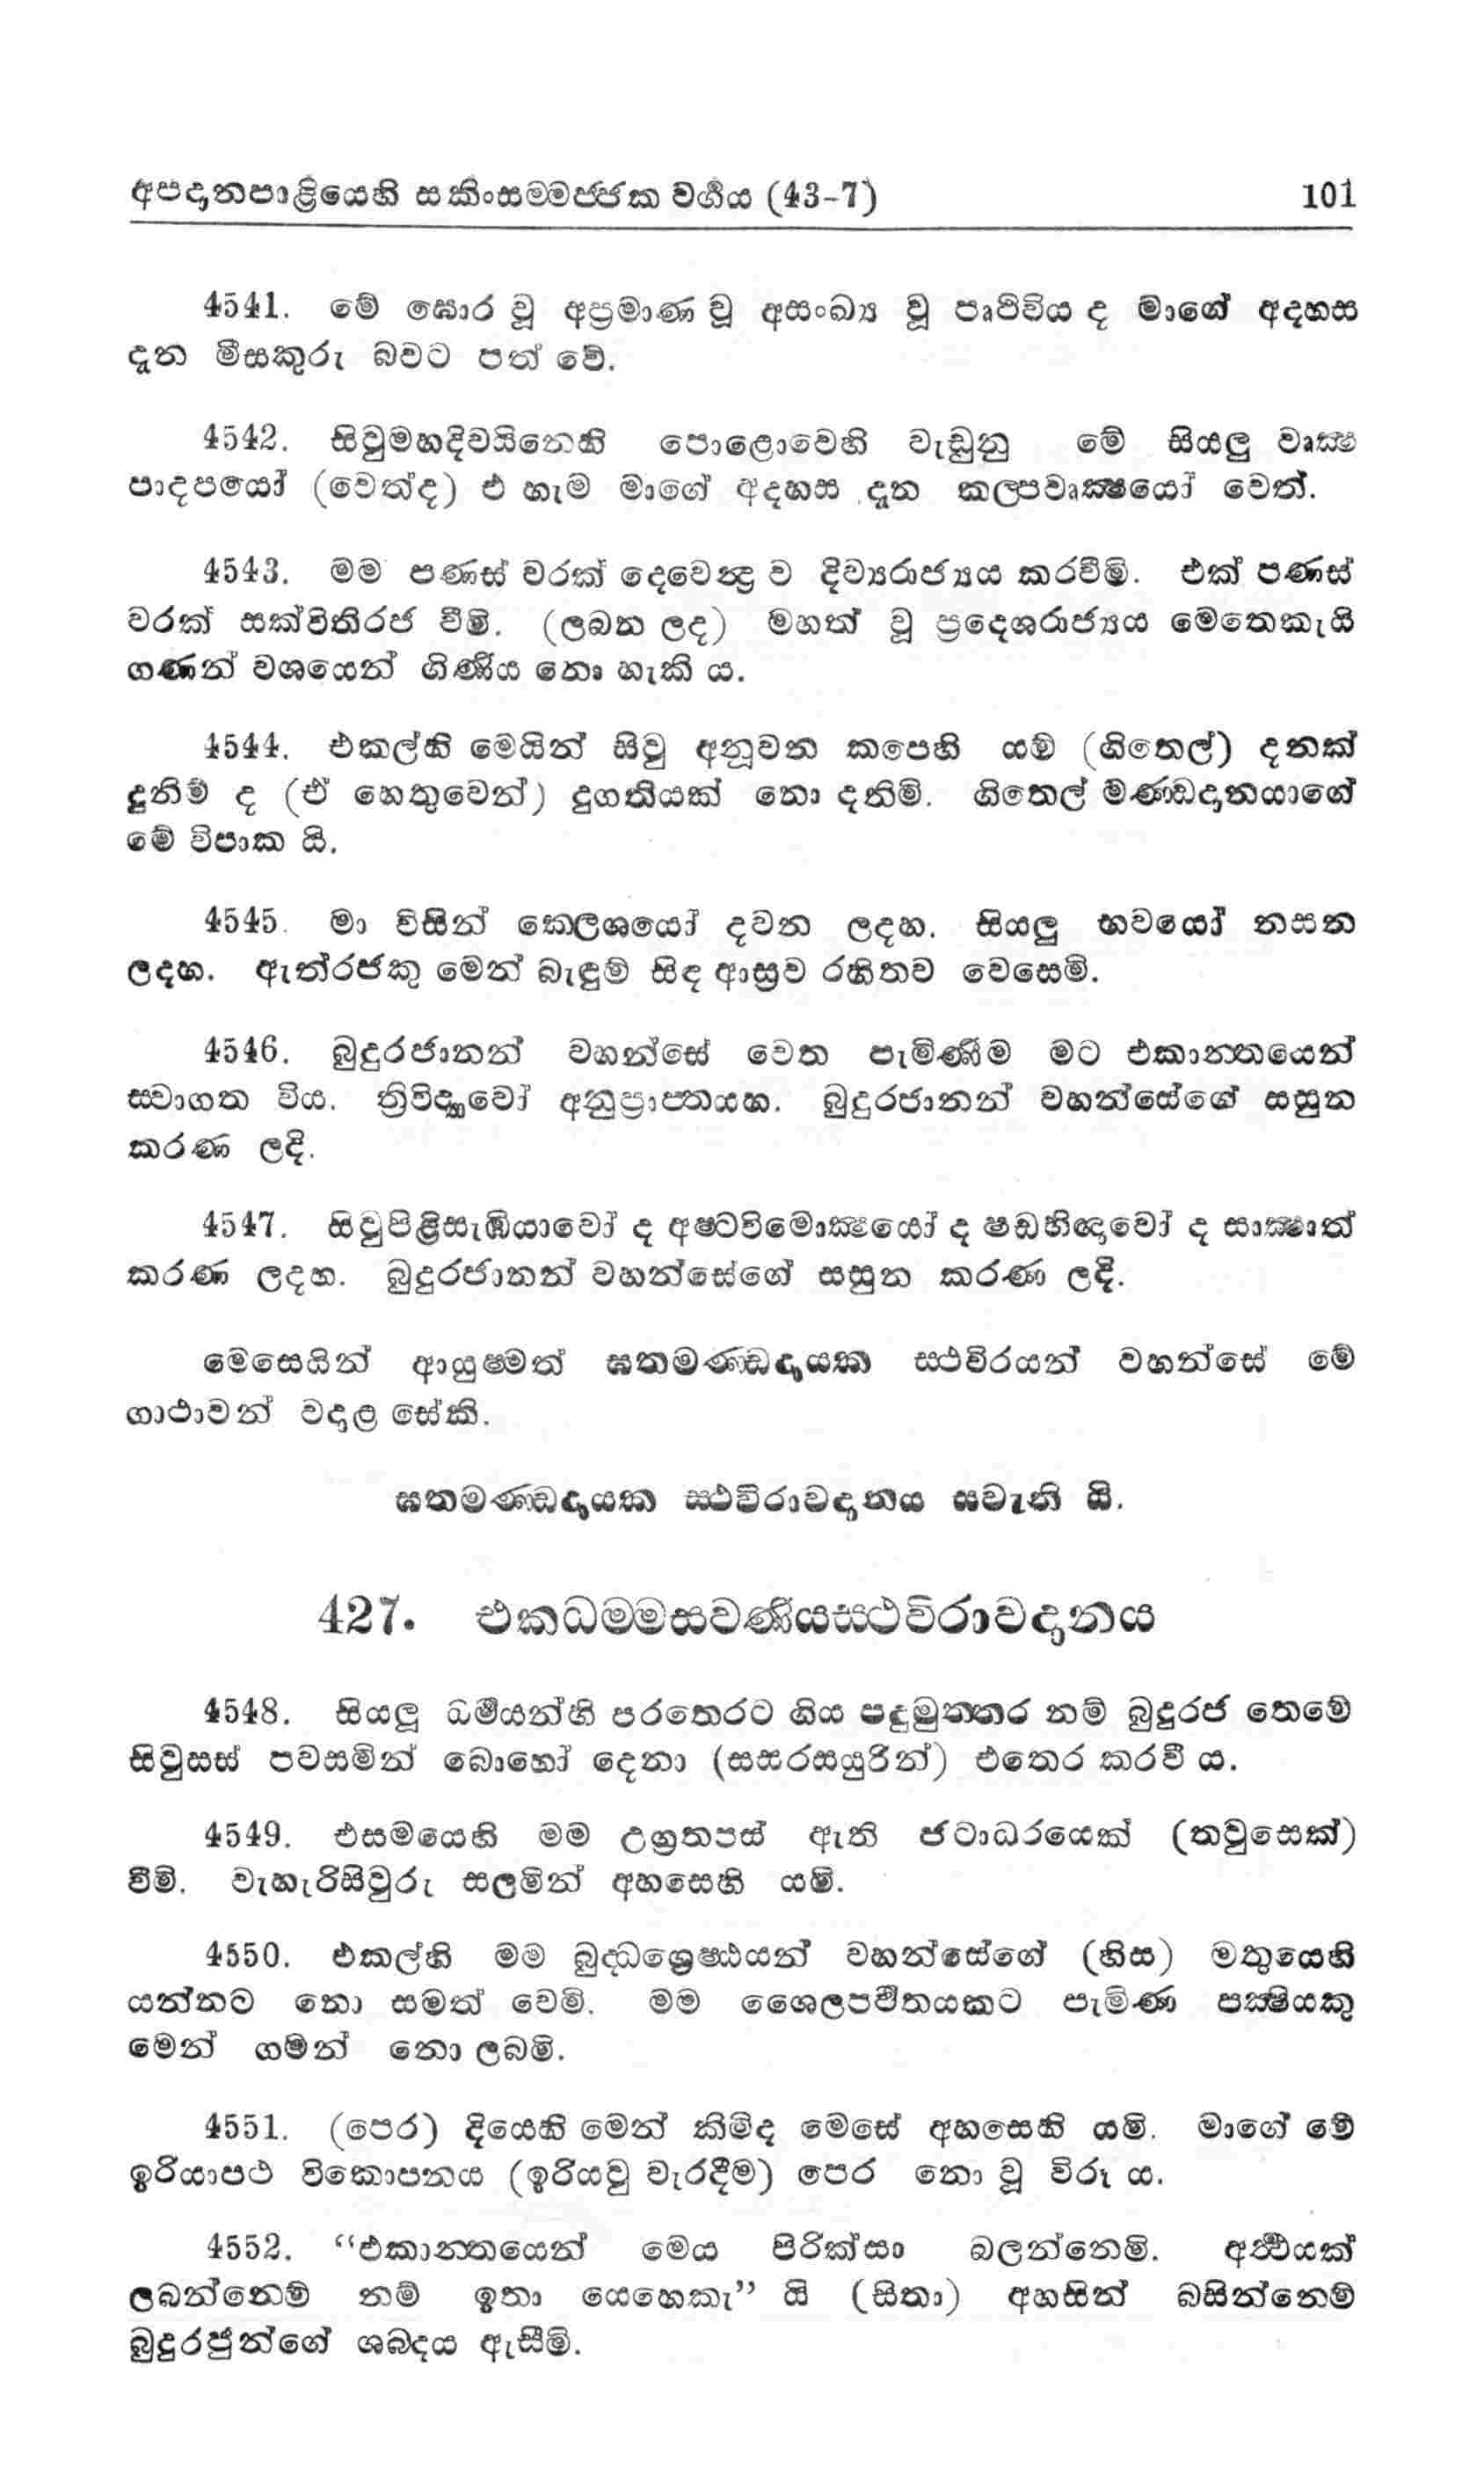 අපදානපාළියෙහි සකිංසම්මජ්ජක වර්‍ගය (43-7) 101
4541. මේ ඝොර වූ අප්‍රමාණ වූ අසංඛ්‍ය වූ පෘථිවිය ද මාගේ අදහස
දැන මීසකුරු බවට පත් වේ.
4542. සිවුමහදිවයිනෙහි පොළොවෙහි වැඩුනු මේ සියලු වෘක්‍ෂ
පාදපයෝ (වෙත්ද) එ හැම මාගේ අදහස දැන කල්පවෘක්‍ෂයෝ වෙත්.
4543. මම පණස් වරක් දෙවෙන්‍ද්‍ර ව දිව්‍යරාජ්‍යය කරවීමි. එක් පණස්
වරක් සක්විතිරජ වීමි. (ලබන ලද) මහත් වූ ප්‍රදෙශරාජ්‍යය මෙතෙකැයි
ගණන් වශයෙන් ගිණිය නො හැකි ය.
4544. එකල්හි මෙයින් සිවු අනූවන කපෙහි යම් (ගිතෙල්) දනක්
දුනිම් ද (ඒ හෙතුවෙන්) දුගතියක් නො දනිමි. ගිතෙල් මණ්ඩදානයාගේ
මේ විපාක යි.
4545. මා විසින් කෙලශයෝ දවන ලදහ. සියලු භවයෝ නසන
ලදහ. ඇත්රජකු මෙන් බැඳුම් සිඳ ආස්‍රව රහිතව වෙසෙමි.
4546. බුදුරජානන් වහන්සේ වෙත පැමිණීම මට එකාන්තයෙන්
ස්වාගත විය. ත්‍රිවිද්‍යාවෝ අනුප්‍රාප්තයහ. බුදුරජානන් වහන්සේගේ සසුන
කරණ ලදි.
4547. සිවුපිළිසැඹියාවෝ ද අෂ්ටවිමොක්‍ෂයෝ ද ෂඩභිඥාවෝ ද සාක්‍ෂාත්
කරණ ලදහ. බුදුරජානන් වහන්සේගේ සසුන කරණ ලදි.
මෙසෙයින් ආයුෂ්මත් ඝතමණ්ඩදායක ස්ථවිරයන් වහන්සේ මේ
ගාථාවන් වදාළ සේකි.
ඝතමණ්ඩදායක ස්ථවිරාවදානය සවැනි යි.
427. එකධම්මසවණීයස්ථවිරාවදානය
4548. සියලූ ධර්‍මයන්හි පරතෙරට ගිය පදුමුත්තර නම් බුදුරජ තෙමේ
සිවුසස් පවසමින් බොහෝ දෙනා (සසරසයුරින්) එතෙර කරවී ය.
4549. එසමයෙහි මම උග්‍රතපස් ඇති ජටාධරයෙක් (තවුසෙක්)
වීමි. වැහැරිසිවුරු සලමින් අහසෙහි යමි.
4550. එකල්හි මම බුද්ධශ්‍රෙෂ්ඨයන් වහන්සේගේ (හිස) මතුයෙහි
යන්නට නො සමත් වෙමි. මම ශෛලපර්‍වතයකට පැමිණ පක්‍ෂියකු
මෙන් ගමන් නො ලබමි.
4551. (පෙර) දියෙහි මෙන් කිමිද මෙසේ අහසෙහි යමි. මාගේ මේ
ඉරියාපථ විකොපනය (ඉරියවු වැරදීම) පෙර නො වූ විරූ ය.
4552. “එකාන්තයෙන් මෙය පිරික්සා බලන්නෙමි. අර්‍ථයක්
ලබන්නෙම් නම් ඉතා යෙහෙකැ” යි (සිතා) අහසින් බසින්නෙම්
බුදුරජුන්ගේ ශබ්දය ඇසීමි.